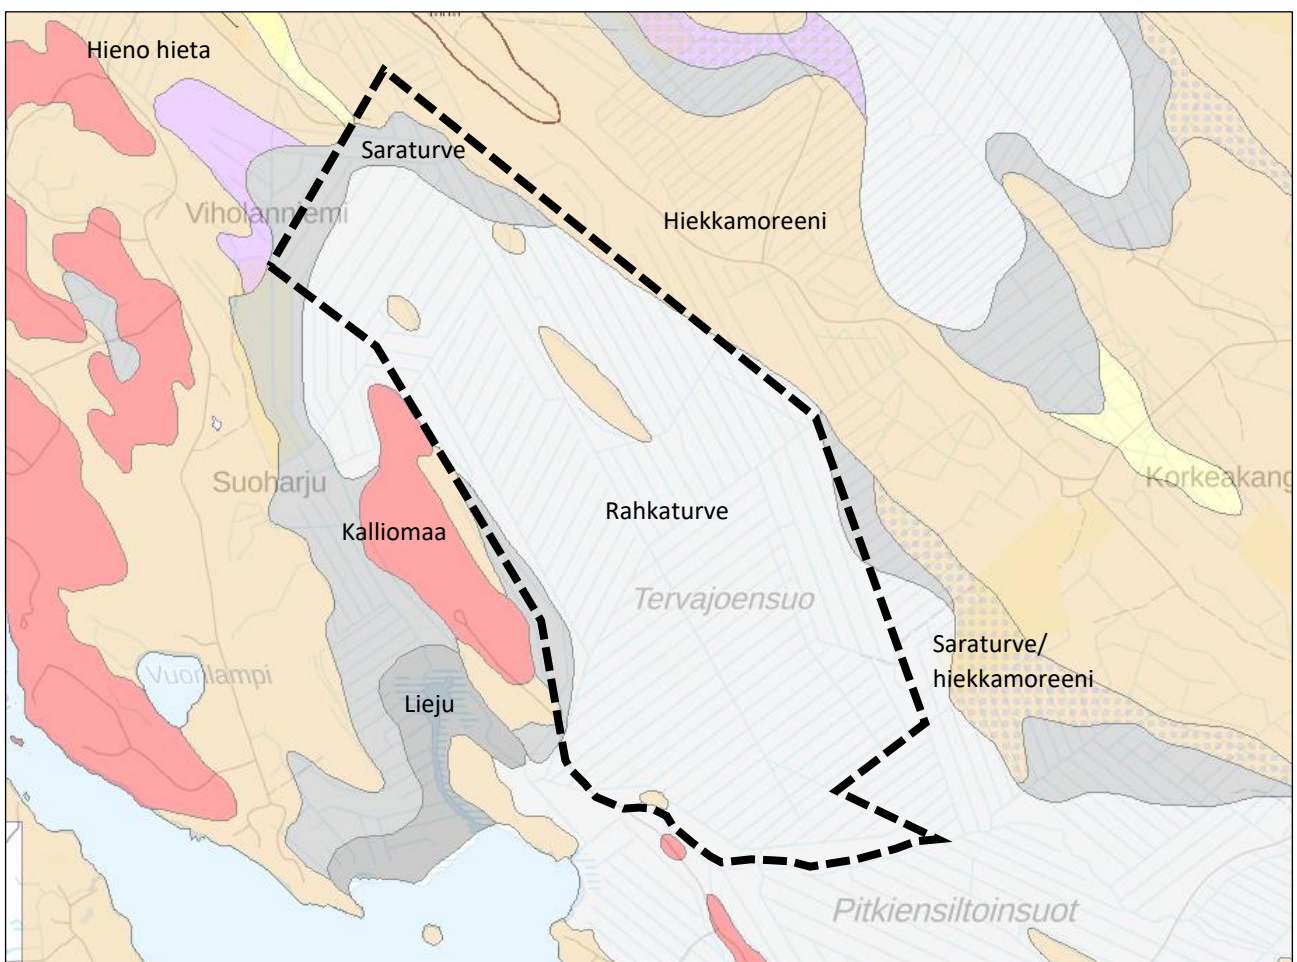 Hieno hieta
Saraturve
Viholanniemi
Hiekkamoreeni
Suoharju
Korkeakang
Kalliomaa
Rahkaturve
Tervajoensuo
Saraturve/
hiekkamoreeni
Vuorilampi
Lieju
Pitkiensiltoinsuot